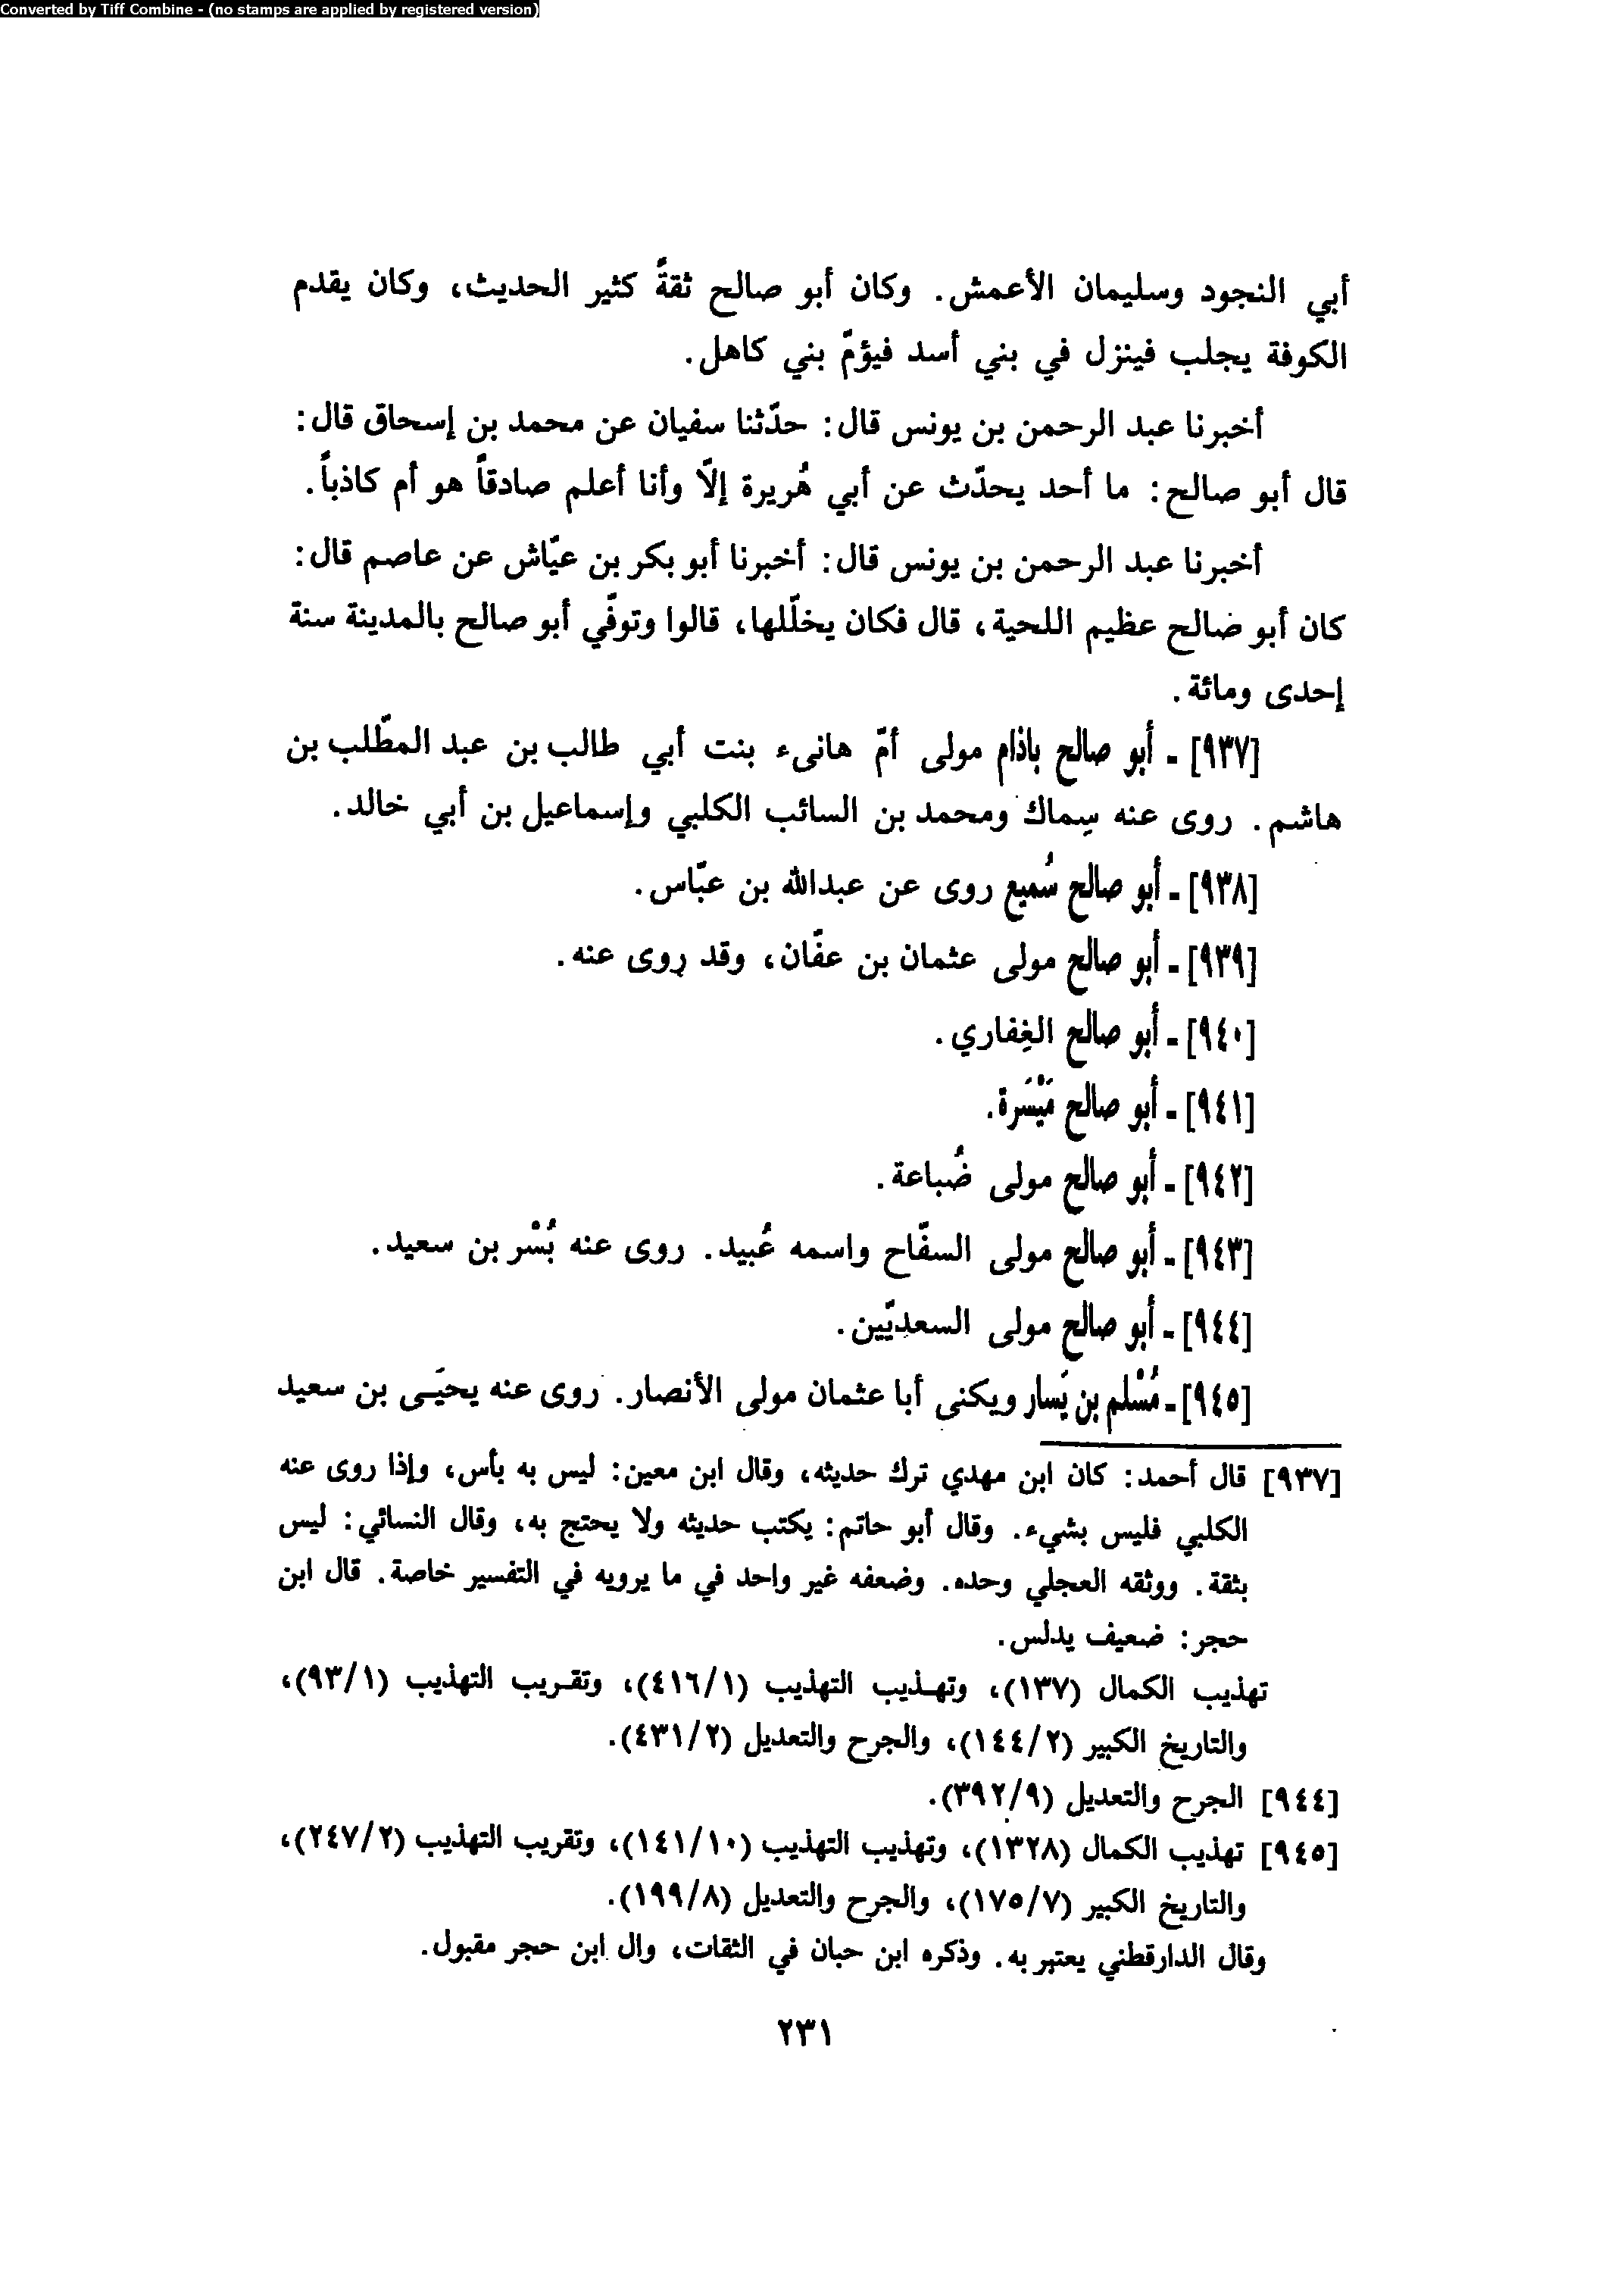 Converted by Tiff Combine - (no stamps are applied by registered version)
أبي النجود وسليمان الأعمش. وكان أبو صالح ثقةً كثير الحديث، وكان يقدم
الكوفة يجلب فينزل في بني أسد فيؤمّ بني كاهل.
أخبرنا عبد الرحمن بن يونس قال: حدّثنا سفيان عن محمد بن إسحاق قال:
قال أبو صالح: ما أحد يحدّث عن أبي هُريرة إلّا وأنا أعلم صادقاً هو أم كاذباً.
أخبرنا عبد الرحمن بن يونس قال: أخبرنا أبو بكر بن عيّاش عن عاصم قال:
كان أبو ضالح عظيم اللحية، قال فكان يخلّلها، قالوا وتوفّي أبو صالح بالمدينة سنة
إحدى ومائة.
[٩٣٧] - أبو صالح باذام مولى أمّ هانىء بنت أبي طالب بن عبد المطّلب بن
هاشم. روى عنه سِماك ومحمد بن السائب الكلبي وإسماعيل بن أبي خالد.
[٩٣٨] - أبو صالح سُميع روى عن عبدالله بن عبّاس.
[٩٣٩] - أبو صالح مولى عثمان بن عفّان، وقد روى عنه.
[٩٤٠] - أبو صالح الغِفاري.
[٩٤١] - أبو صالح مَيْسَرة.
[٩٤٢] - أبو صالح مولى ضُباعة.
[٩٤٣] - أبو صالح مولى السفّاح واسمه عُبيد. روى عنه بُسْر بن سعيد.
[٩٤٤] - أبو صالح مولى السعديّين.
[٩٤٥] - مُسْلم بن يَسار ويكنى أبا عثمان مولى الأنصار. روى عنه يحيَى بن سعيد
[٩٣٧] قال أحمد: كان ابن مهدي ترك حديثه، وقال ابن معين: ليس به بأس، وإذا روى عنه
الكلبي فليس بشيء. وقال أبو حاتم: يكتب حديثه ولا يحتج به، وقال النسائي: ليس
بثقة. ووثقه العجلي وحده. وضعفه غير واحد في ما يرويه في التفسير خاصة. قال ابن
حجر: ضعيف يدلس.
تهذيب الكمال (١٣٧)، وتهذيب التهذيب (٤١٦/١)، وتقريب التهذيب (٩٣/١)،
والتاريخ الكبير (١٤٤/٢)، والجرح والتعديل (٤٣١/٢).
[٩٤٤] الجرح والتعديل (٣٩٢/٩).
[٩٤٥] تهذيب الكمال (١٣٢٨)، وتهذيب التهذيب (١٤١/١٠)، وتقريب التهذيب (٢٤٧/٢)،
والتاريخ الكبير (١٧٥/٧)، والجرح والتعديل (١٩٩/٨).
وقال الدارقطني يعتبر به. وذكره ابن حبان في الثقات، وال ابن حجر مقبول.
٢٣١